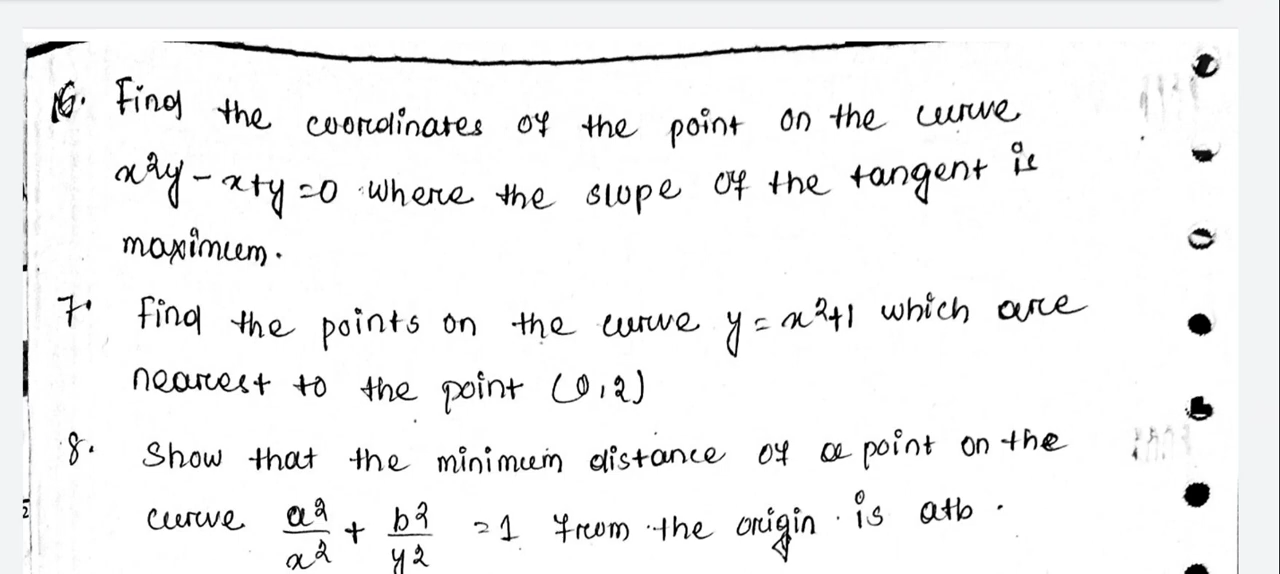 6. Find the coordinates of the point on the curve
x²y - x+y =0 where the slope of the tangent is
maximum.
7. Find the points on the curve y = x²+1 which are
nearest to the point (0,2)
8. Show that the minimum distance of a point on the
curve a²/x² + b²/y² = 1 from the origin is a+b .